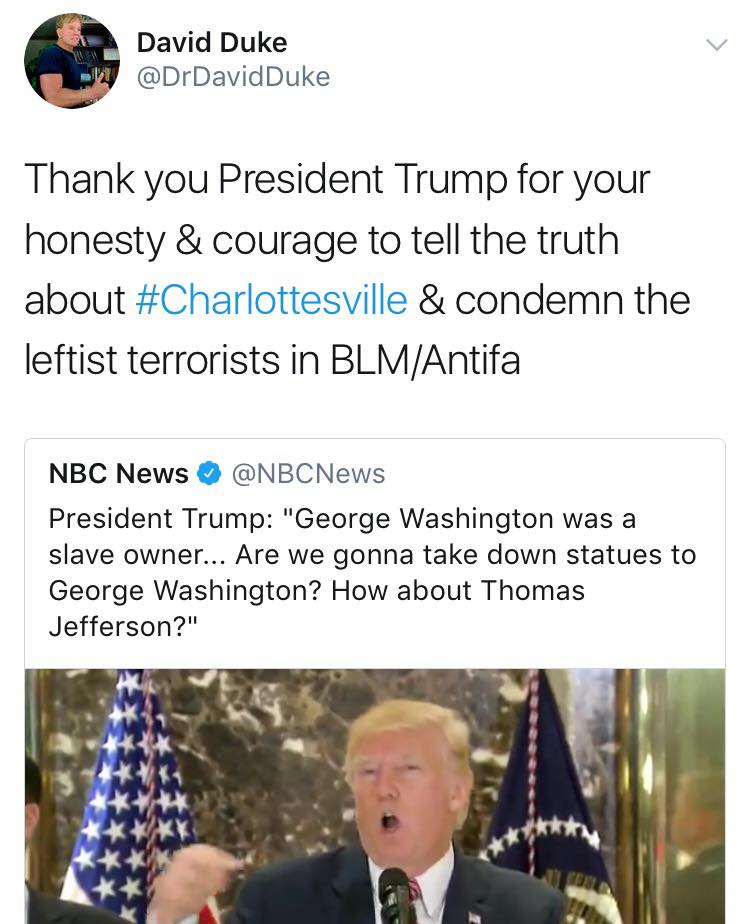 David Duke
@DrDavidDuke
Thank you President Trump for your
honesty & courage to tell the truth
about #Charlottesville & condemn the
leftist terrorists in BLM/Antifa
NBC News @NBCNews
President Trump: "George Washington was a
slave owner... Are we gonna take down statues to
George Washington? How about Thomas
Jefferson?"